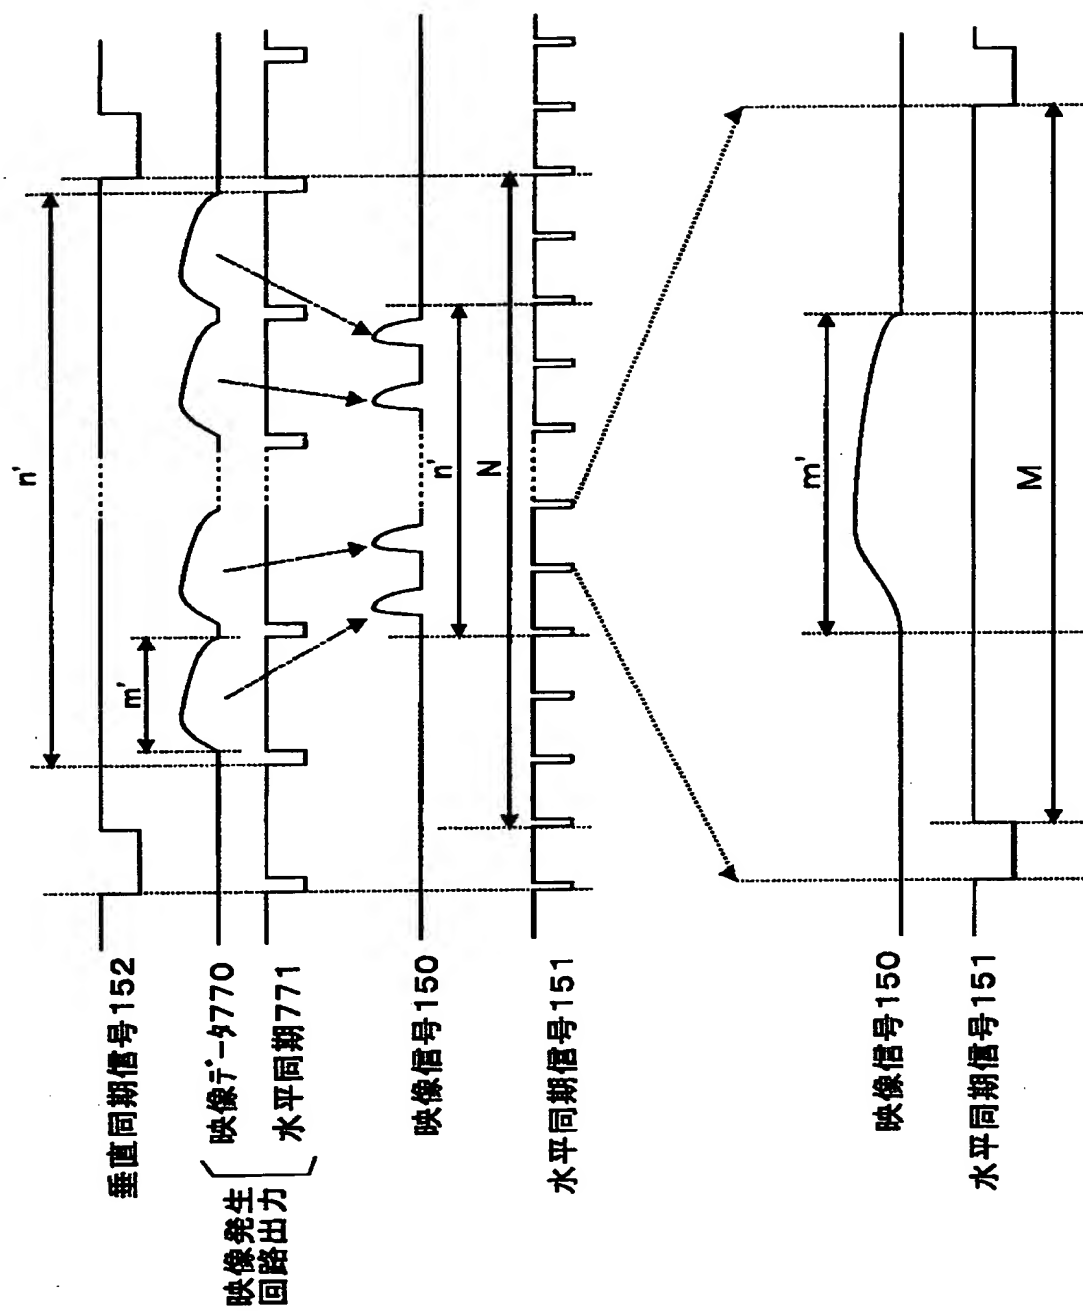 垂直同期信号152
映像発生
回路出力
映像データ770
水平同期771
映像信号150
水平同期信号151
n'
m'
n'
N
映像信号150
水平同期信号151
m'
M